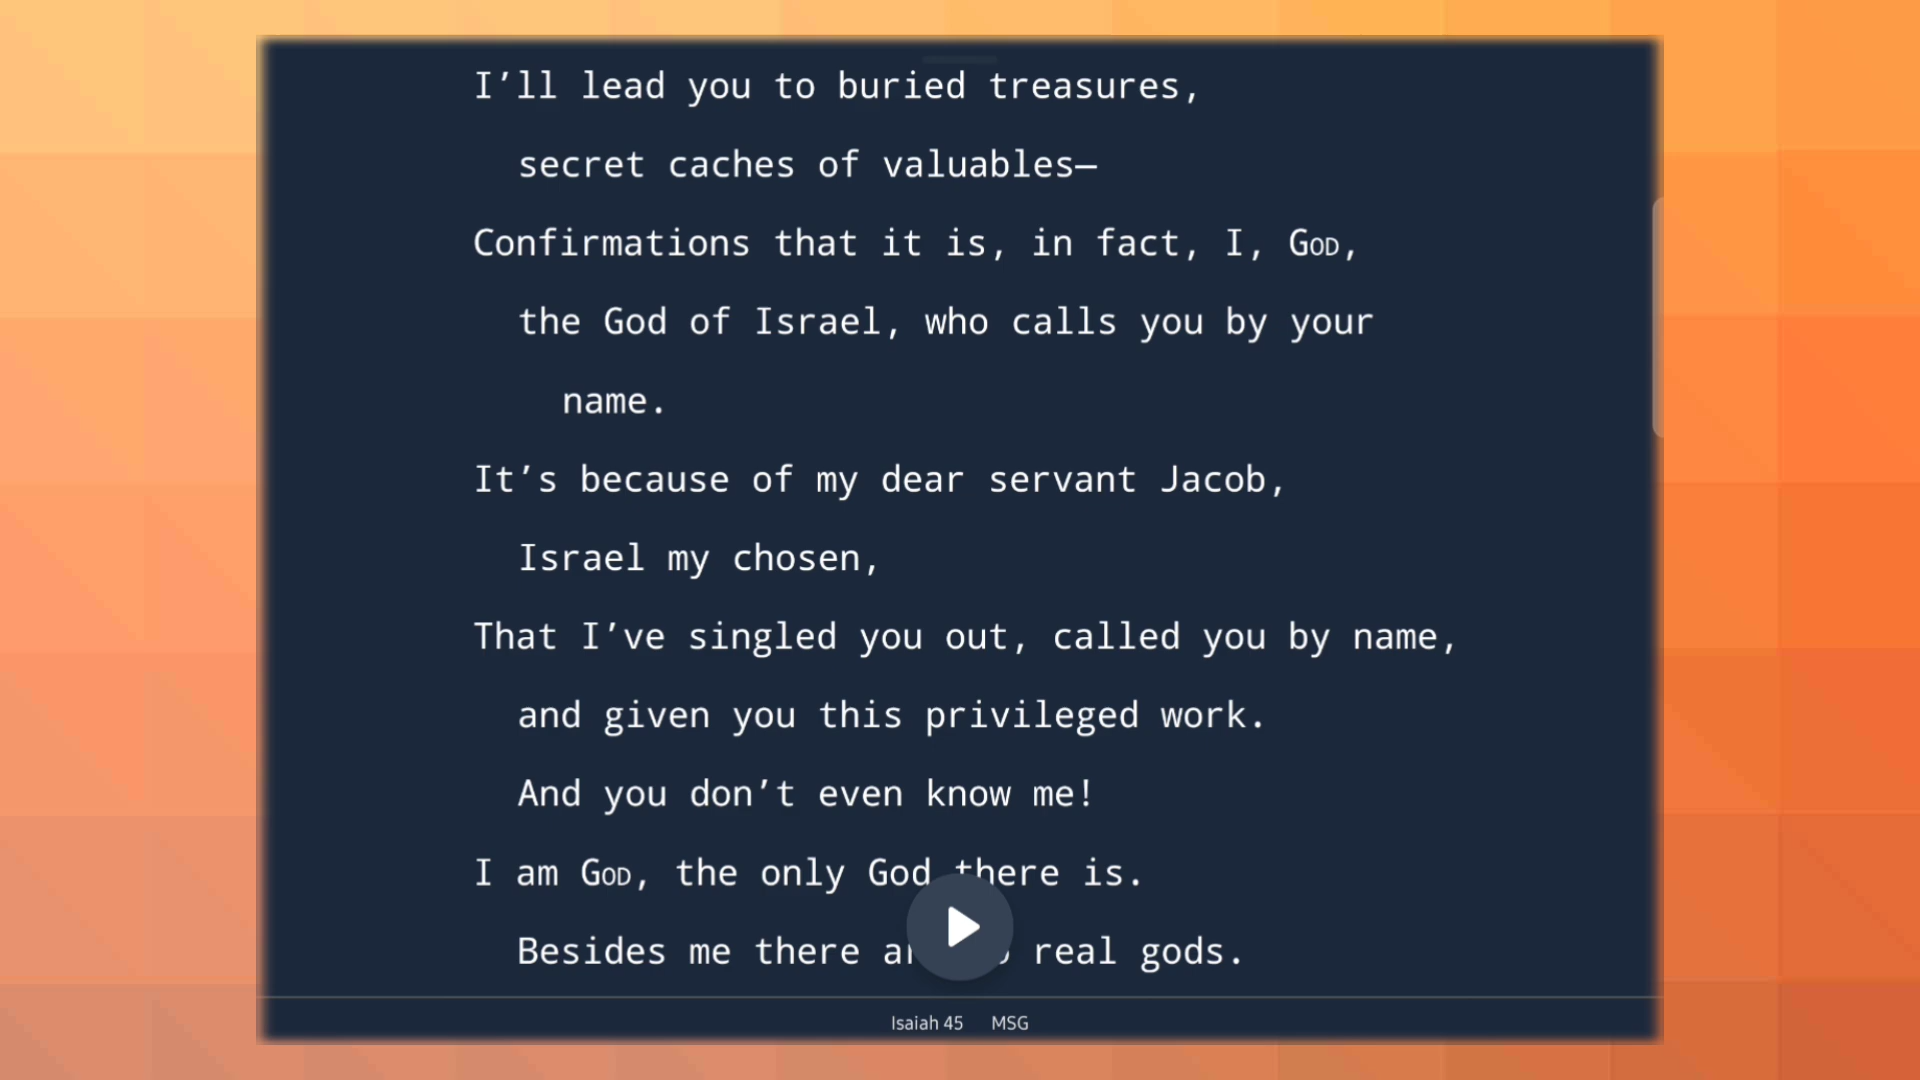 I’ll lead you to buried treasures,
secret caches of valuables—
Confirmations that it is, in fact, I, GOD,
the God of Israel, who calls you by your
name.
It’s because of my dear servant Jacob,
Israel my chosen,
That I’ve singled you out, called you by name,
and given you this privileged work.
And you don’t even know me!
I am GOD, the only God there is.
Besides me there real gods.
Isaiah 45 MSG